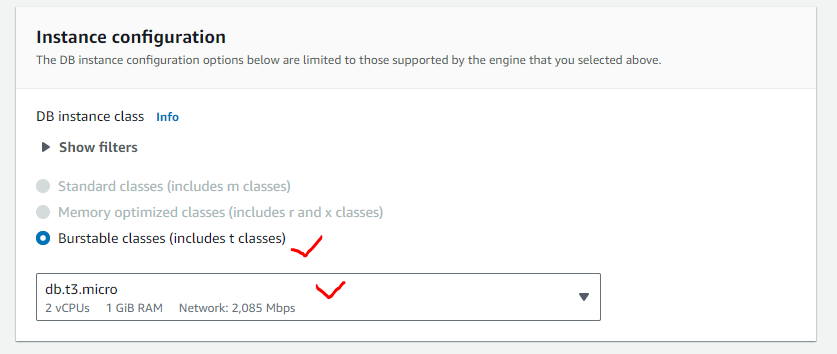 Instance configuration
The DB instance configuration options below are limited to those supported by the engine that you selected above.
DB instance class Info
Show filters
Standard classes (includes m classes)
Memory optimized classes (includes r and x classes)
Burstable classes (includes t classes)
db.t3.micro
2 vCPUs 1 GiB RAM Network: 2,085 Mbps